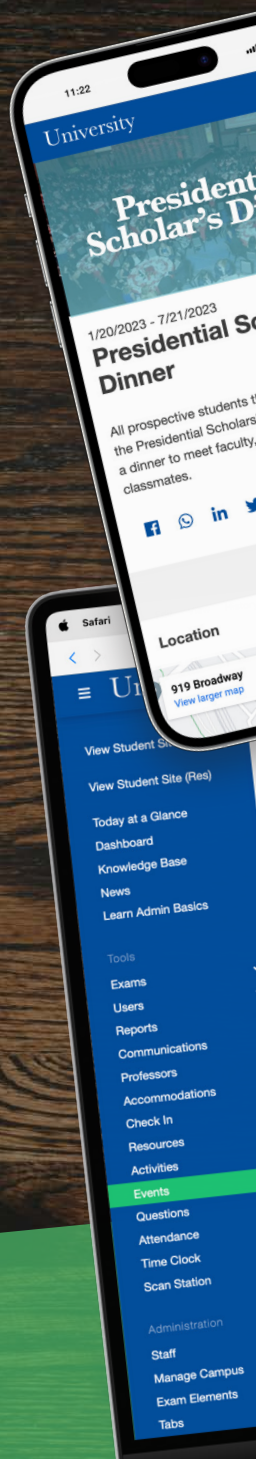 11:22
University
President
Scholar's
1/20/2023 - 7/21/2023
Presidential
Dinner
All prospective students
the Presidential Scholars
a dinner to meet faculty,
classmates.
Location
919 Broadway
View larger map
Safari
View Student
View Student Site (Res)
Today at a Glance
Dashboard
Knowledge Base
News
Learn Admin Basics
Tools
Exams
Users
Reports
Communications
Professors
Accommodations
Check In
Resources
Activities
Events
Questions
Attendance
Time Clock
Scan Station
Administration
Staff
Manage Campus
Exam Elements
Tabs